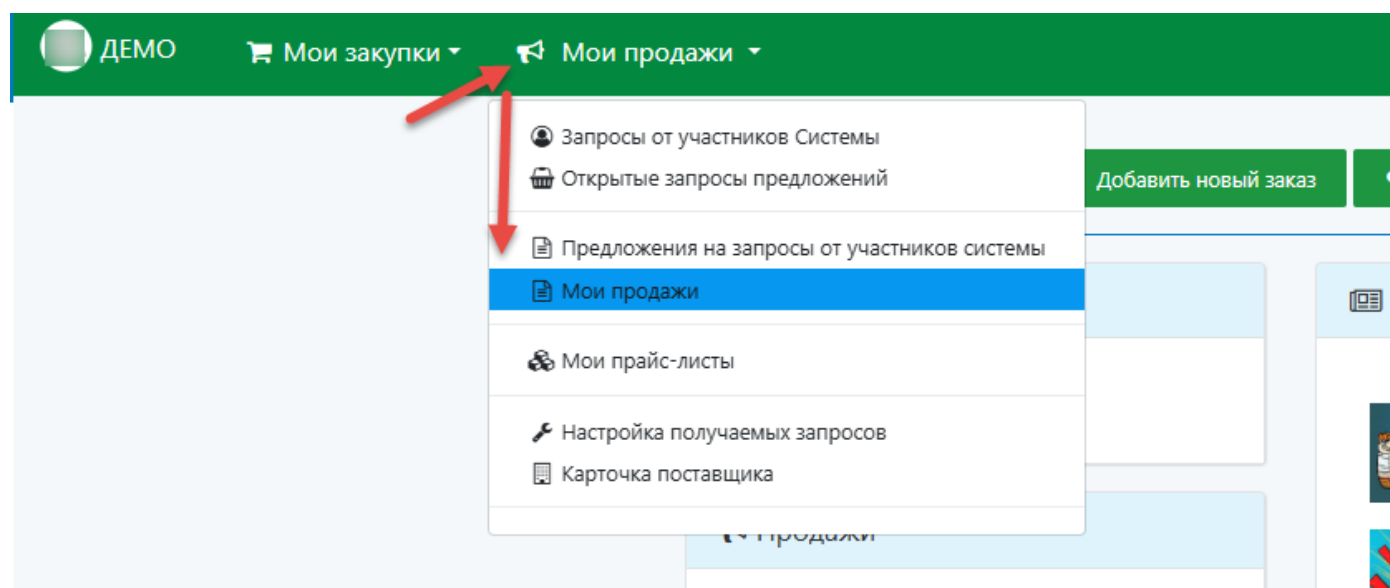 ДЕМО Мои закупки Мои продажи
Запросы от участников Системы
Открытые запросы предложений
Добавить новый заказ
Предложения на запросы от участников системы
Мои продажи
Мои прайс-листы
Настройка получаемых запросов
Карточка поставщика
Продажи